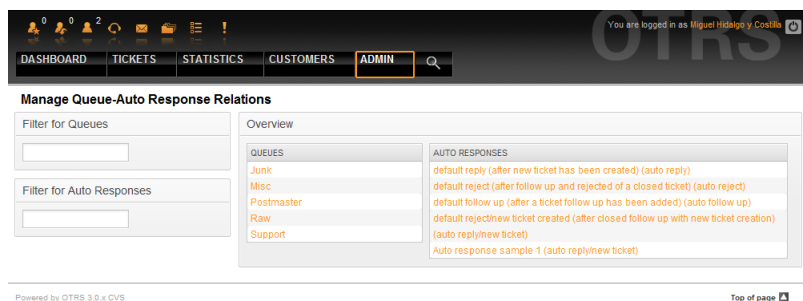 0 0 2
You are logged in as Miguel Hidalgo y Costilla
OTRS
DASHBOARD TICKETS STATISTICS CUSTOMERS ADMIN
Manage Queue-Auto Response Relations
Filter for Queues
Overview
QUEUES
AUTO RESPONSES
Junk
default reply (after new ticket has been created) (auto reply)
Misc
default reject (after follow up and rejected of a closed ticket) (auto reject)
Filter for Auto Responses
Postmaster
default follow up (after a ticket follow up has been added) (auto follow up)
Raw
default reject/new ticket created (after closed follow up with new ticket creation)
Support
(auto reply/new ticket)
Auto response sample 1 (auto reply/new ticket)
Powered by OTRS 3.0.x CVS
Top of page